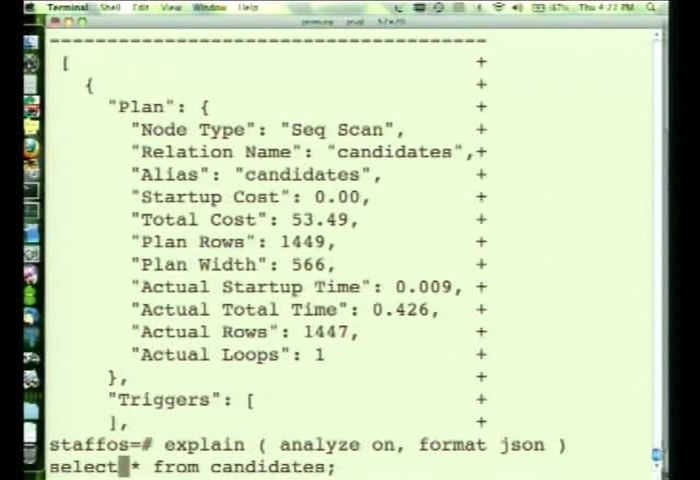 Terminal Shell Edit View Window Help Thu 4:22 PM
[ +
{ +
"Plan": { +
"Node Type": "Seq Scan", +
"Relation Name": "candidates",+
"Alias": "candidates", +
"Startup Cost": 0.00, +
"Total Cost": 53.49, +
"Plan Rows": 1449, +
"Plan Width": 566, +
"Actual Startup Time": 0.009, +
"Actual Total Time": 0.426, +
"Actual Rows": 1447, +
"Actual Loops": 1 +
}, +
"Triggers": [ +
], +
staffos=# explain ( analyze on, format json )
select * from candidates;